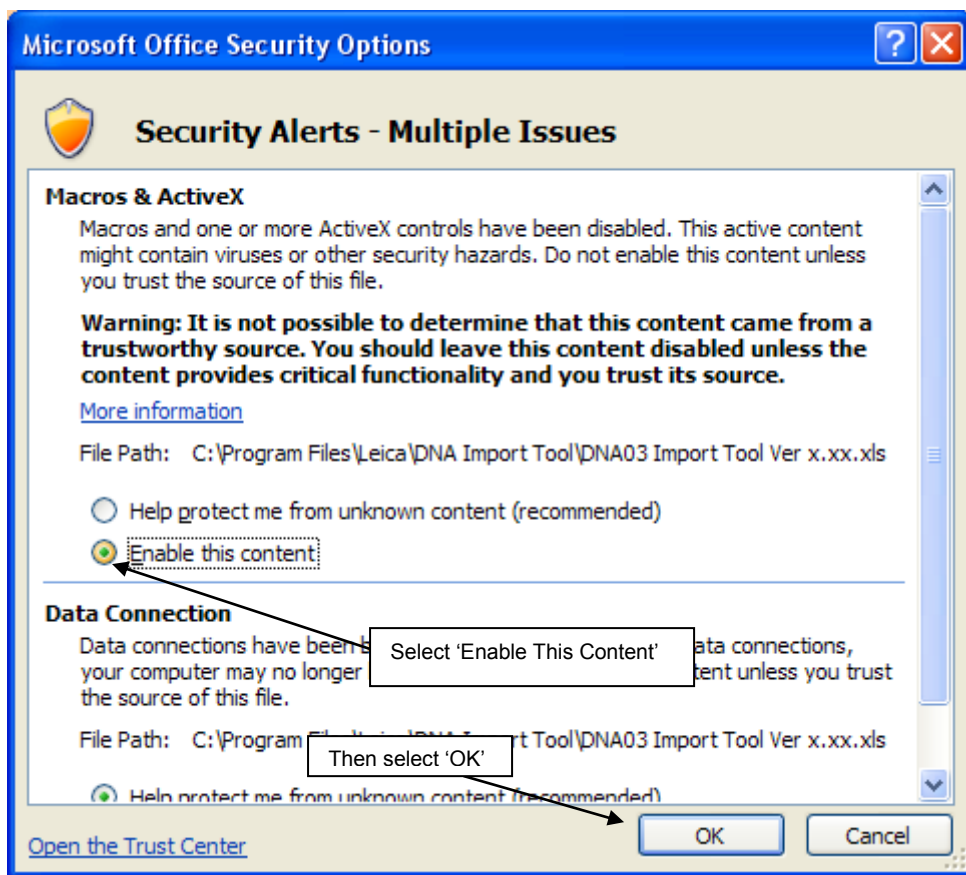 Microsoft Office Security Options
Security Alerts - Multiple Issues
Macros & ActiveX
Macros and one or more ActiveX controls have been disabled. This active content
might contain viruses or other security hazards. Do not enable this content unless
you trust the source of this file.
Warning: It is not possible to determine that this content came from a
trustworthy source. You should leave this content disabled unless the
content provides critical functionality and you trust its source.
More information
File Path: C:\Program Files\Leica\DNA Import Tool\DNA03 Import Tool Ver x.xx.xls
Help protect me from unknown content (recommended)
Enable this content
Data Connection
Data connections have been ata connections,
Select ‘Enable This Content’
your computer may no longer tent unless you trust
the source of this file.
File Path: C:\Program rt Tool\DNA03 Import Tool Ver x.xx.xls
Then select ‘OK’
Help protect me from unknown content (recommended)
OK
Cancel
Open the Trust Center